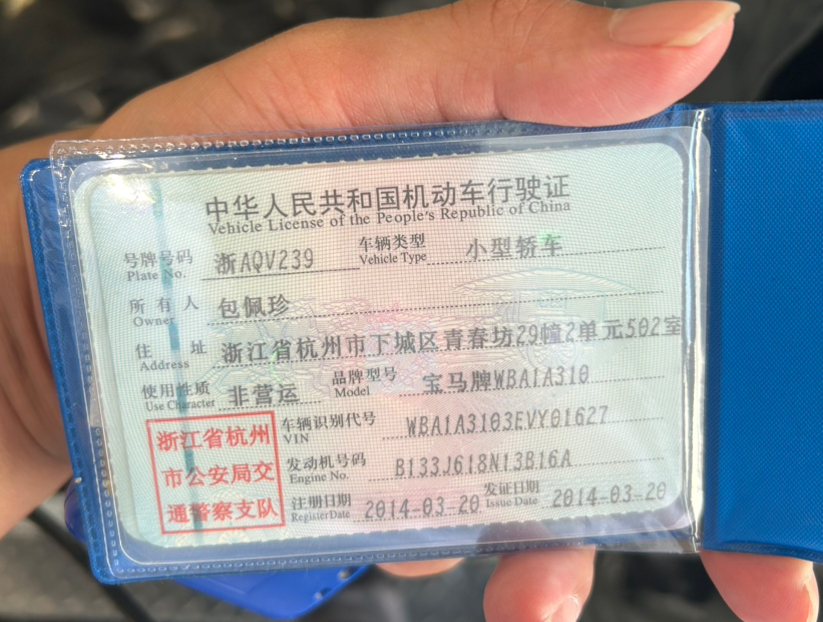 中华人民共和国机动车行驶证
Vehicle License of the People's Republic of China
号牌号码 浙AQV239 车辆类型 小型轿车
Plate No. Vehicle Type
所有人 包佩珍
Owner
住址 浙江省杭州市下城区青春坊29幢2单元502室
Address
使用性质 非营运 品牌型号 宝马牌WBA1A310
Use Character Model
浙江省杭州 车辆识别代号 WBA1A3103EVY01627
VIN
市公安局交 发动机号码 B133J618N13B16A
Engine No.
通警察支队 注册日期 2014-03-20 发证日期 2014-03-20
Register Date Issue Date